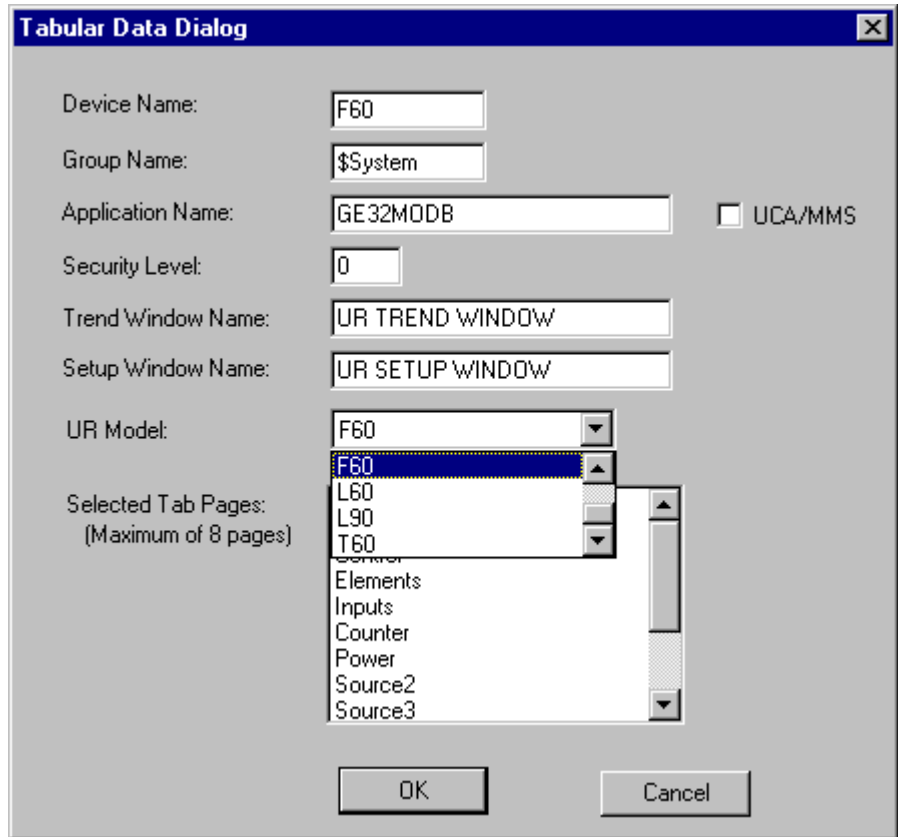 Tabular Data Dialog
Device Name: F60
Group Name: $System
Application Name: GE32MODB UCA/MMS
Security Level: 0
Trend Window Name: UR TREND WINDOW
Setup Window Name: UR SETUP WINDOW
UR Model: F60
F60
L60
L90
T60
Selected Tab Pages:
(Maximum of 8 pages)
Elements
Inputs
Counter
Power
Source2
Source3
OK Cancel